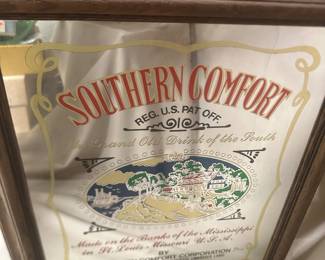 SOUTHERN COMFORT
REG. U.S. PAT. OFF.
Grand Old Drink of the South
Made on the Banks of the Mississippi
in St. Louis Missouri U.S.A.
BY
COMFORT CORPORATION